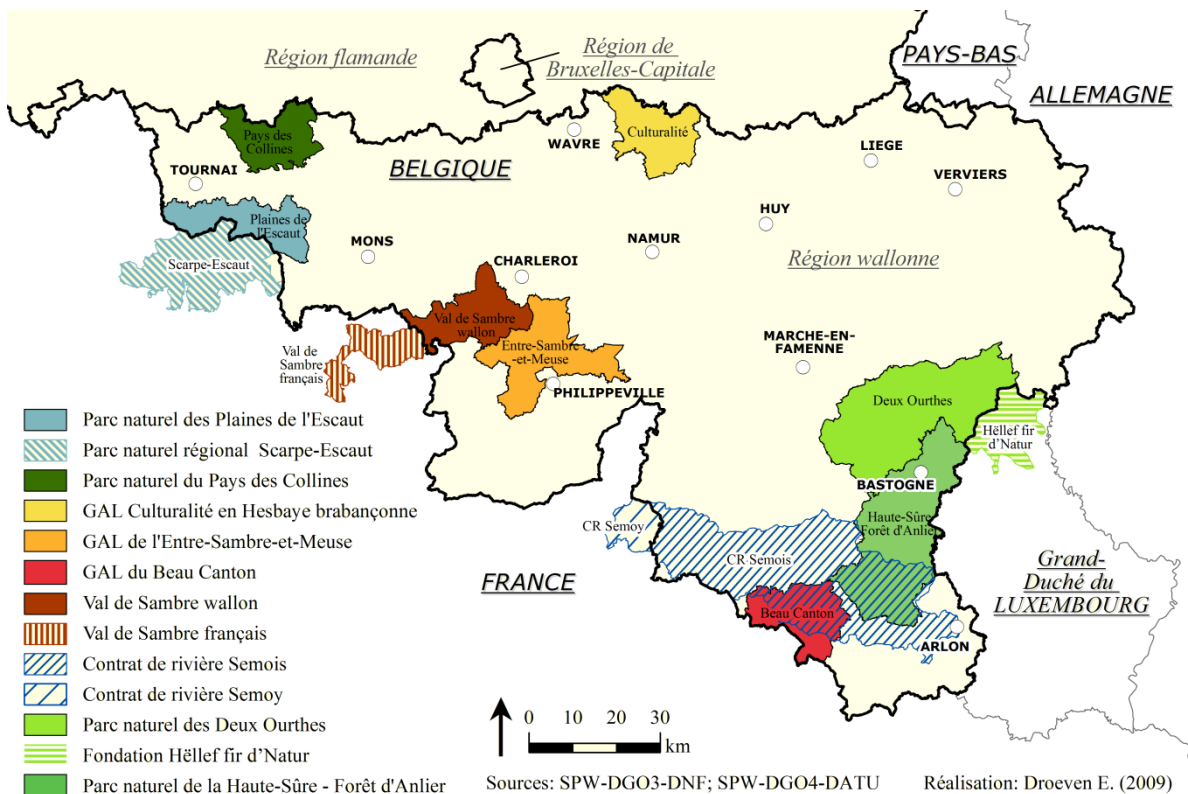 Région flamande
Région de
Bruxelles-Capitale
PAYS-BAS
ALLEMAGNE
Pays des
Collines
WAVRE
Culturalité
BELGIQUE
LIEGE
TOURNAI
VERVIERS
HUY
Plaines de
l'Escaut
MONS
NAMUR
Région wallonne
Scarpe-Escaut
CHARLEROI
Val de Sambre
wallon
Entre-Sambre
-et-Meuse
MARCHE-EN-
FAMENNE
Val de
Sambre
français
PHILIPPEVILLE
Deux Ourthes
Hëllef fir
d’Natur
BASTOGNE
Haute-Sûre
Forêt d'Anlier
CR Semoy
CR Semois
FRANCE
Grand-
Duché du
LUXEMBOURG
Beau Canton
ARLON
Parc naturel des Plaines de l'Escaut
Parc naturel régional Scarpe-Escaut
Parc naturel du Pays des Collines
GAL Culturalité en Hesbaye brabançonne
GAL de l'Entre-Sambre-et-Meuse
GAL du Beau Canton
Val de Sambre wallon
Val de Sambre français
Contrat de rivière Semois
Contrat de rivière Semoy
Parc naturel des Deux Ourthes
Fondation Hëllef fir d’Natur
Parc naturel de la Haute-Sûre - Forêt d'Anlier
0 10 20 30
km
Sources: SPW-DGO3-DNF; SPW-DGO4-DATU
Réalisation: Droeven E. (2009)